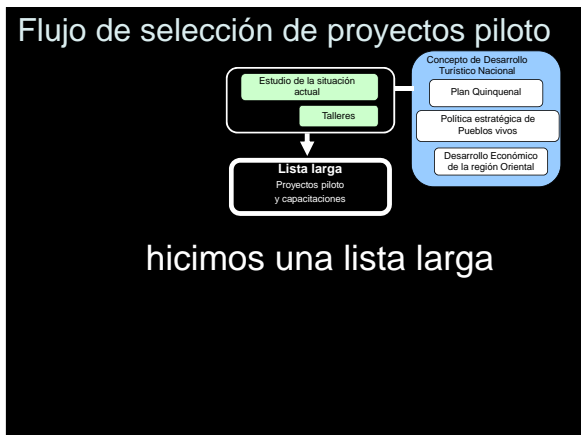 Flujo de selección de proyectos piloto
Concepto de Desarrollo
Turístico Nacional
Estudio de la situación
actual
Plan Quinquenal
Talleres
Política estratégica de
Pueblos vivos
Desarrollo Económico
de la región Oriental
Lista larga
Proyectos piloto
y capacitaciones
hicimos una lista larga